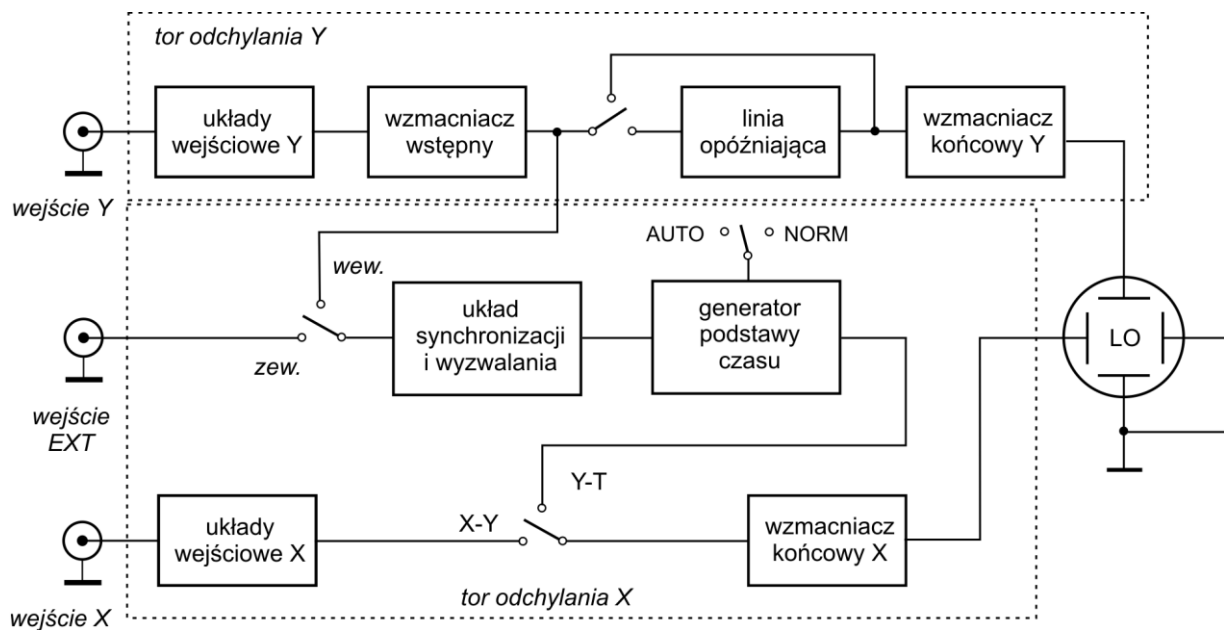 tor odchylania Y
układy
wejściowe Y
wzmacniacz
wstępny
linia
opóźniająca
wzmacniacz
końcowy Y
wejście Y
AUTO
NORM
wew.
układ
synchronizacji
i wyzwalania
generator
podstawy
czasu
LO
zew.
wejście
EXT
Y-T
układy
wejściowe X
X-Y
wzmacniacz
końcowy X
tor odchylania X
wejście X